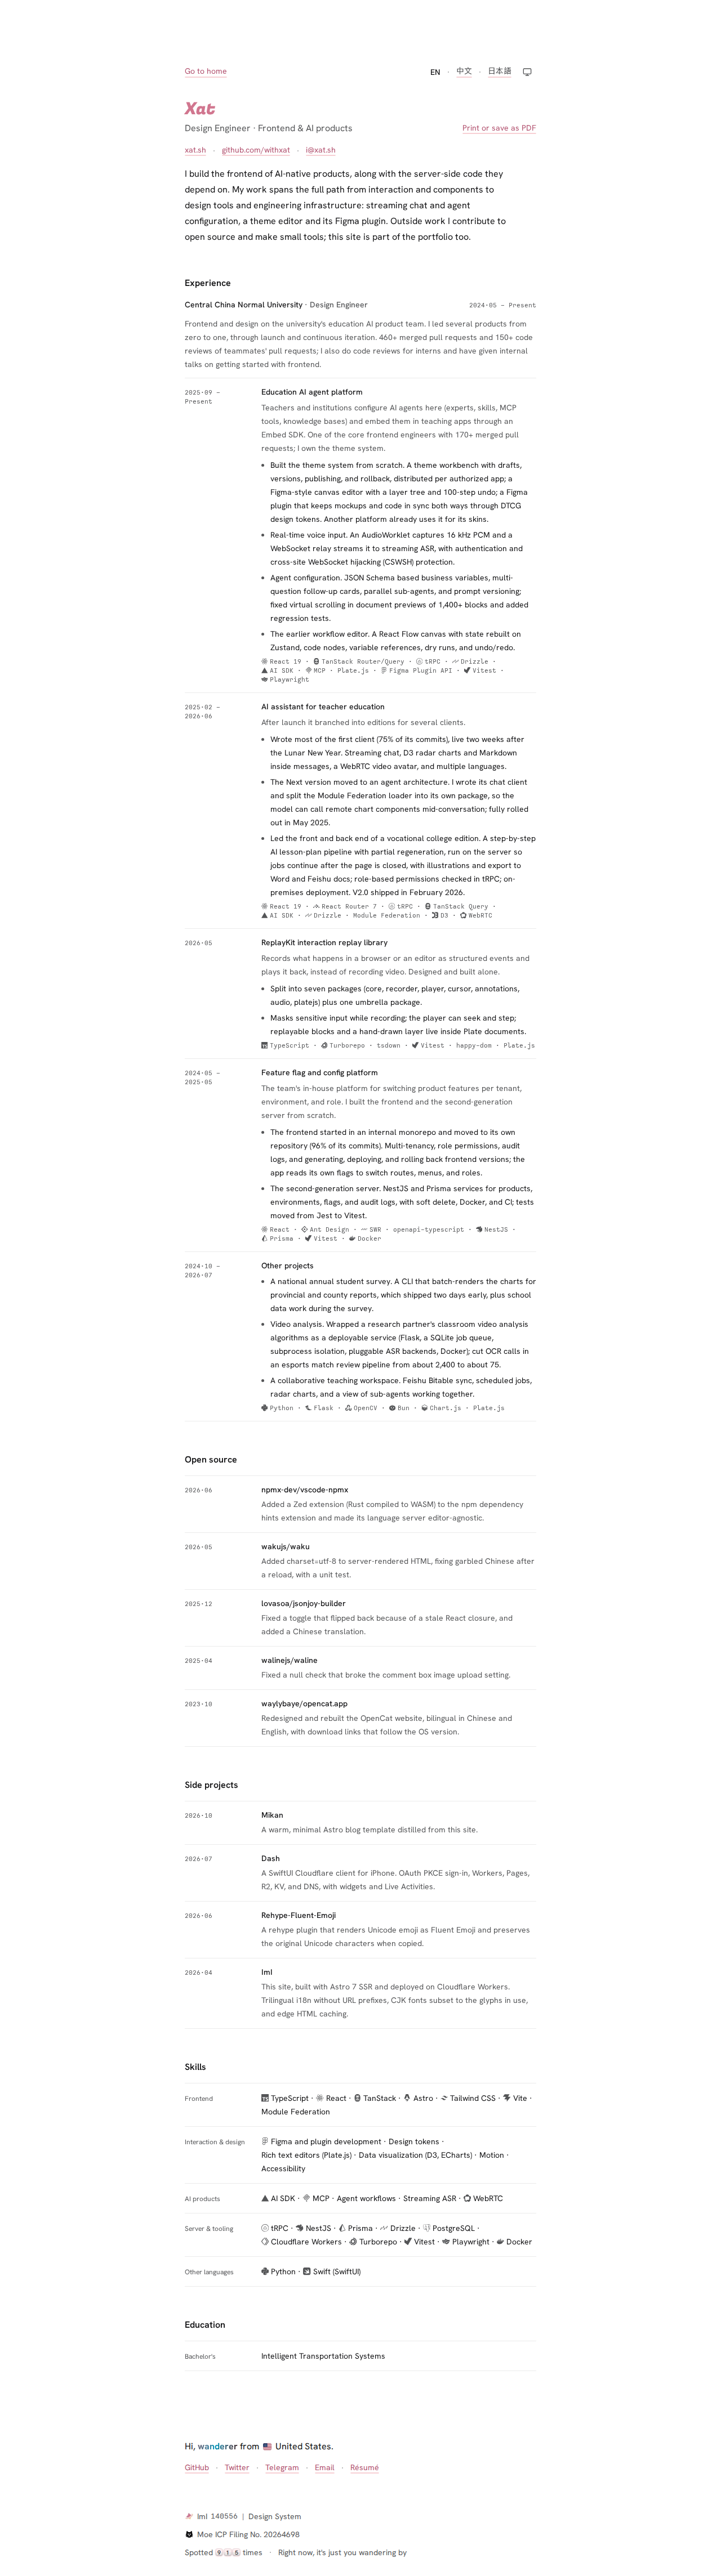 Go to home
EN · 中文 · 日本語
Xat
Design Engineer · Frontend & AI products
Print or save as PDF
xat.sh · github.com/withxat · i@xat.sh
I build the frontend of AI-native products, along with the server-side code they
depend on. My work spans the full path from interaction and components to
design tools and engineering infrastructure: streaming chat and agent
configuration, a theme editor and its Figma plugin. Outside work I contribute to
open source and make small tools; this site is part of the portfolio too.
Experience
Central China Normal University · Design Engineer
2024·05 – Present
Frontend and design on the university's education AI product team. I led several products from
zero to one, through launch and continuous iteration. 460+ merged pull requests and 150+ code
reviews of teammates' pull requests; I also do code reviews for interns and have given internal
talks on getting started with frontend.
2025·09 –
Present
Education AI agent platform
Teachers and institutions configure AI agents here (experts, skills, MCP
tools, knowledge bases) and embed them in teaching apps through an
Embed SDK. One of the core frontend engineers with 170+ merged pull
requests; I own the theme system.
• Built the theme system from scratch. A theme workbench with drafts,
versions, publishing, and rollback, distributed per authorized app; a
Figma-style canvas editor with a layer tree and 100-step undo; a Figma
plugin that keeps mockups and code in sync both ways through DTCG
design tokens. Another platform already uses it for its skins.
• Real-time voice input. An AudioWorklet captures 16 kHz PCM and a
WebSocket relay streams it to streaming ASR, with authentication and
cross-site WebSocket hijacking (CSWSH) protection.
• Agent configuration. JSON Schema based business variables, multi-
question follow-up cards, parallel sub-agents, and prompt versioning;
fixed virtual scrolling in document previews of 1,400+ blocks and added
regression tests.
• The earlier workflow editor. A React Flow canvas with state rebuilt on
Zustand, code nodes, variable references, dry runs, and undo/redo.
React 19 · TanStack Router/Query · tRPC · Drizzle ·
AI SDK · MCP · Plate.js · Figma Plugin API · Vitest ·
Playwright
2025·02 –
2026·06
AI assistant for teacher education
After launch it branched into editions for several clients.
• Wrote most of the first client (75% of its commits), live two weeks after
the Lunar New Year. Streaming chat, D3 radar charts and Markdown
inside messages, a WebRTC video avatar, and multiple languages.
• The Next version moved to an agent architecture. I wrote its chat client
and split the Module Federation loader into its own package, so the
model can call remote chart components mid-conversation; fully rolled
out in May 2025.
• Led the front and back end of a vocational college edition. A step-by-step
AI lesson-plan pipeline with partial regeneration, run on the server so
jobs continue after the page is closed, with illustrations and export to
Word and Feishu docs; role-based permissions checked in tRPC; on-
premises deployment. V2.0 shipped in February 2026.
React 19 · React Router 7 · tRPC · TanStack Query ·
AI SDK · Drizzle · Module Federation · D3 · WebRTC
2026·05
ReplayKit interaction replay library
Records what happens in a browser or an editor as structured events and
plays it back, instead of recording video. Designed and built alone.
• Split into seven packages (core, recorder, player, cursor, annotations,
audio, platejs) plus one umbrella package.
• Masks sensitive input while recording; the player can seek and step;
replayable blocks and a hand-drawn layer live inside Plate documents.
TypeScript · Turborepo · tsdown · Vitest · happy-dom · Plate.js
2024·05 –
2025·05
Feature flag and config platform
The team's in-house platform for switching product features per tenant,
environment, and role. I built the frontend and the second-generation
server from scratch.
• The frontend started in an internal monorepo and moved to its own
repository (96% of its commits). Multi-tenancy, role permissions, audit
logs, and generating, deploying, and rolling back frontend versions; the
app reads its own flags to switch routes, menus, and roles.
• The second-generation server. NestJS and Prisma services for products,
environments, flags, and audit logs, with soft delete, Docker, and CI; tests
moved from Jest to Vitest.
React · Ant Design · SWR · openapi-typescript · NestJS ·
Prisma · Vitest · Docker
2024·10 –
2026·07
Other projects
• A national annual student survey. A CLI that batch-renders the charts for
provincial and county reports, which shipped two days early, plus school
data work during the survey.
• Video analysis. Wrapped a research partner's classroom video analysis
algorithms as a deployable service (Flask, a SQLite job queue,
subprocess isolation, pluggable ASR backends, Docker); cut OCR calls in
an esports match review pipeline from about 2,400 to about 75.
• A collaborative teaching workspace. Feishu Bitable sync, scheduled jobs,
radar charts, and a view of sub-agents working together.
Python · Flask · OpenCV · Bun · Chart.js · Plate.js
Open source
2026·06
npmx-dev/vscode-npmx
Added a Zed extension (Rust compiled to WASM) to the npm dependency
hints extension and made its language server editor-agnostic.
2026·05
wakujs/waku
Added charset=utf-8 to server-rendered HTML, fixing garbled Chinese after
a reload, with a unit test.
2025·12
lovasoa/jsonjoy-builder
Fixed a toggle that flipped back because of a stale React closure, and
added a Chinese translation.
2025·04
walinejs/waline
Fixed a null check that broke the comment box image upload setting.
2023·10
waylybaye/opencat.app
Redesigned and rebuilt the OpenCat website, bilingual in Chinese and
English, with download links that follow the OS version.
Side projects
2026·10
Mikan
A warm, minimal Astro blog template distilled from this site.
2026·07
Dash
A SwiftUI Cloudflare client for iPhone. OAuth PKCE sign-in, Workers, Pages,
R2, KV, and DNS, with widgets and Live Activities.
2026·06
Rehype-Fluent-Emoji
A rehype plugin that renders Unicode emoji as Fluent Emoji and preserves
the original Unicode characters when copied.
2026·04
lml
This site, built with Astro 7 SSR and deployed on Cloudflare Workers.
Trilingual i18n without URL prefixes, CJK fonts subset to the glyphs in use,
and edge HTML caching.
Skills
Frontend
TypeScript · React · TanStack · Astro · Tailwind CSS · Vite ·
Module Federation
Interaction & design
Figma and plugin development · Design tokens ·
Rich text editors (Plate.js) · Data visualization (D3, ECharts) · Motion ·
Accessibility
AI products
AI SDK · MCP · Agent workflows · Streaming ASR · WebRTC
Server & tooling
tRPC · NestJS · Prisma · Drizzle · PostgreSQL ·
Cloudflare Workers · Turborepo · Vitest · Playwright · Docker
Other languages
Python · Swift (SwiftUI)
Education
Bachelor's
Intelligent Transportation Systems
Hi, wanderer from 🇺🇸 United States.
GitHub · Twitter · Telegram · Email · Résumé
lml 140556 | Design System
Moe ICP Filing No. 20264698
Spotted 915 times · Right now, it's just you wandering by